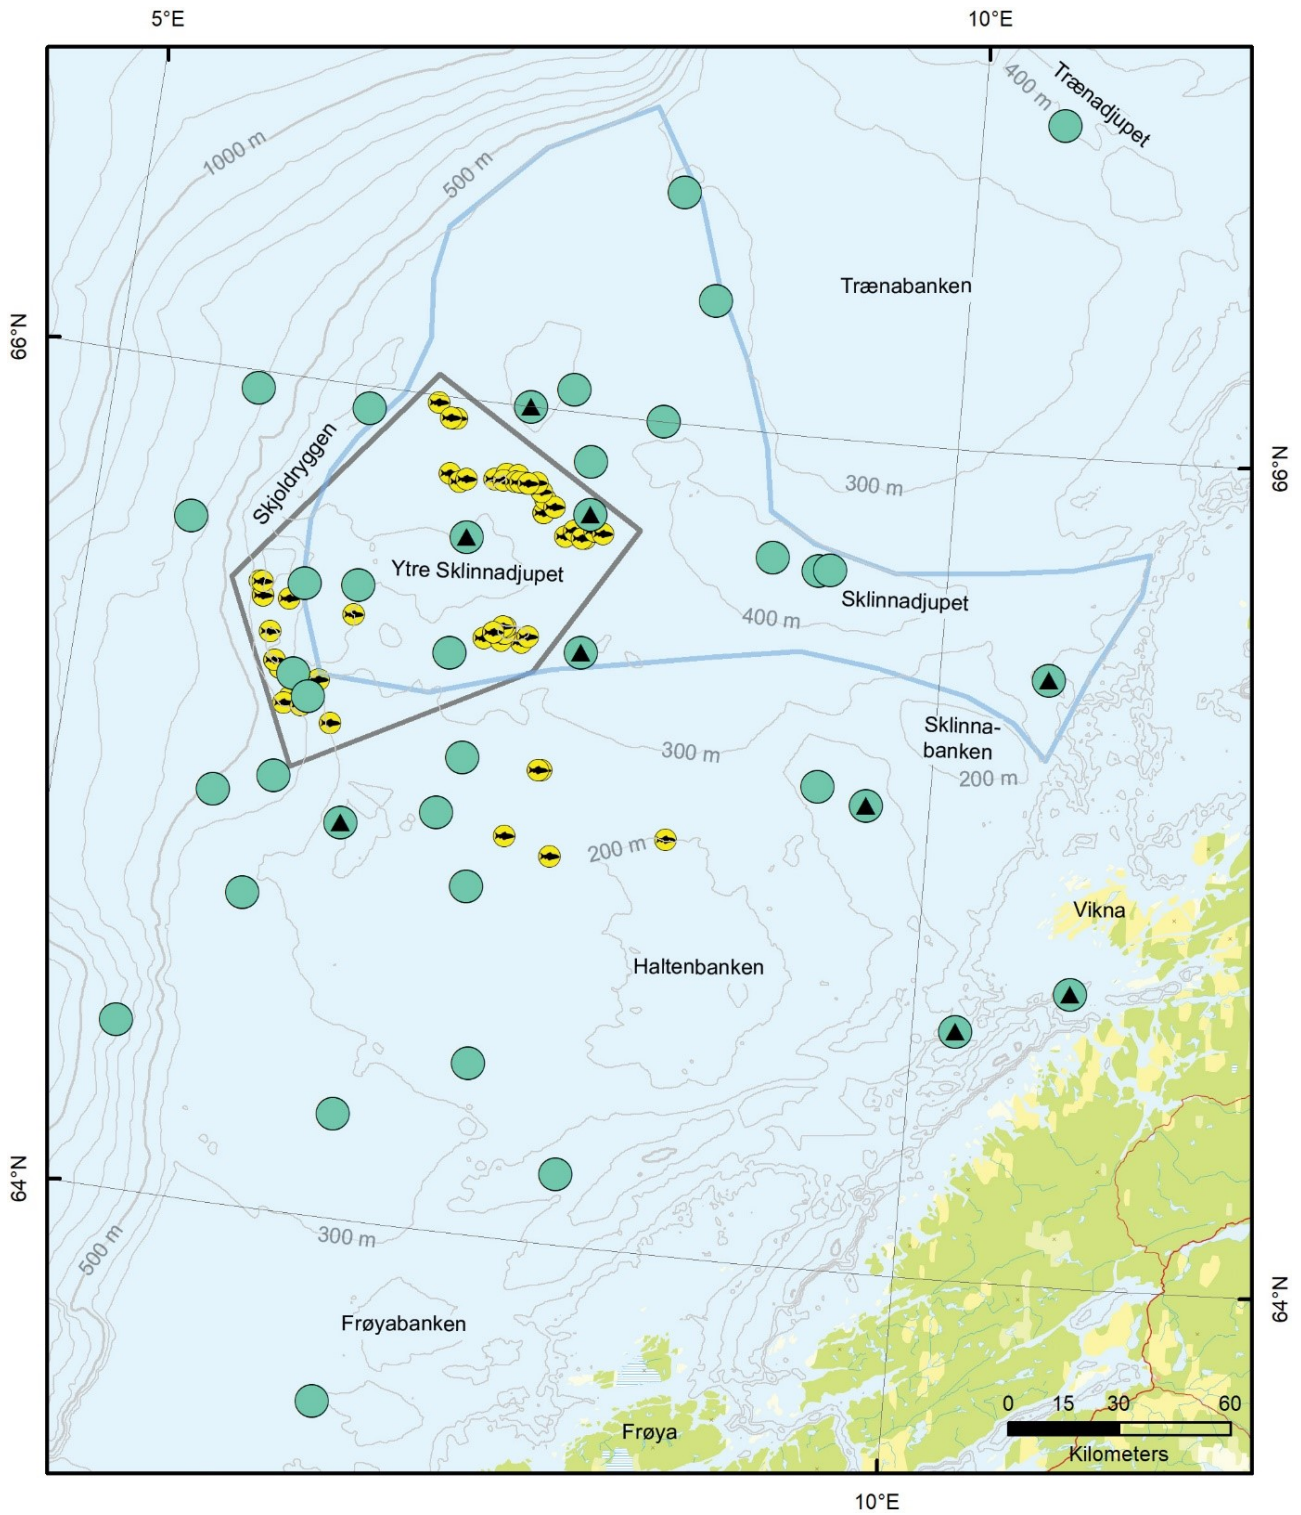 5°E
10°E
400 m
Trænadjupet
1000 m
500 m
Trænabanken
66°N
Skjoldryggen
66°N
300 m
Ytre Sklinnadjupet
Sklinnadjupet
400 m
Sklinna-
banken
300 m
200 m
200 m
Vikna
Haltenbanken
64°N
500 m
300 m
64°N
Frøyabanken
0 15 30 60
Kilometers
Frøya
10°E